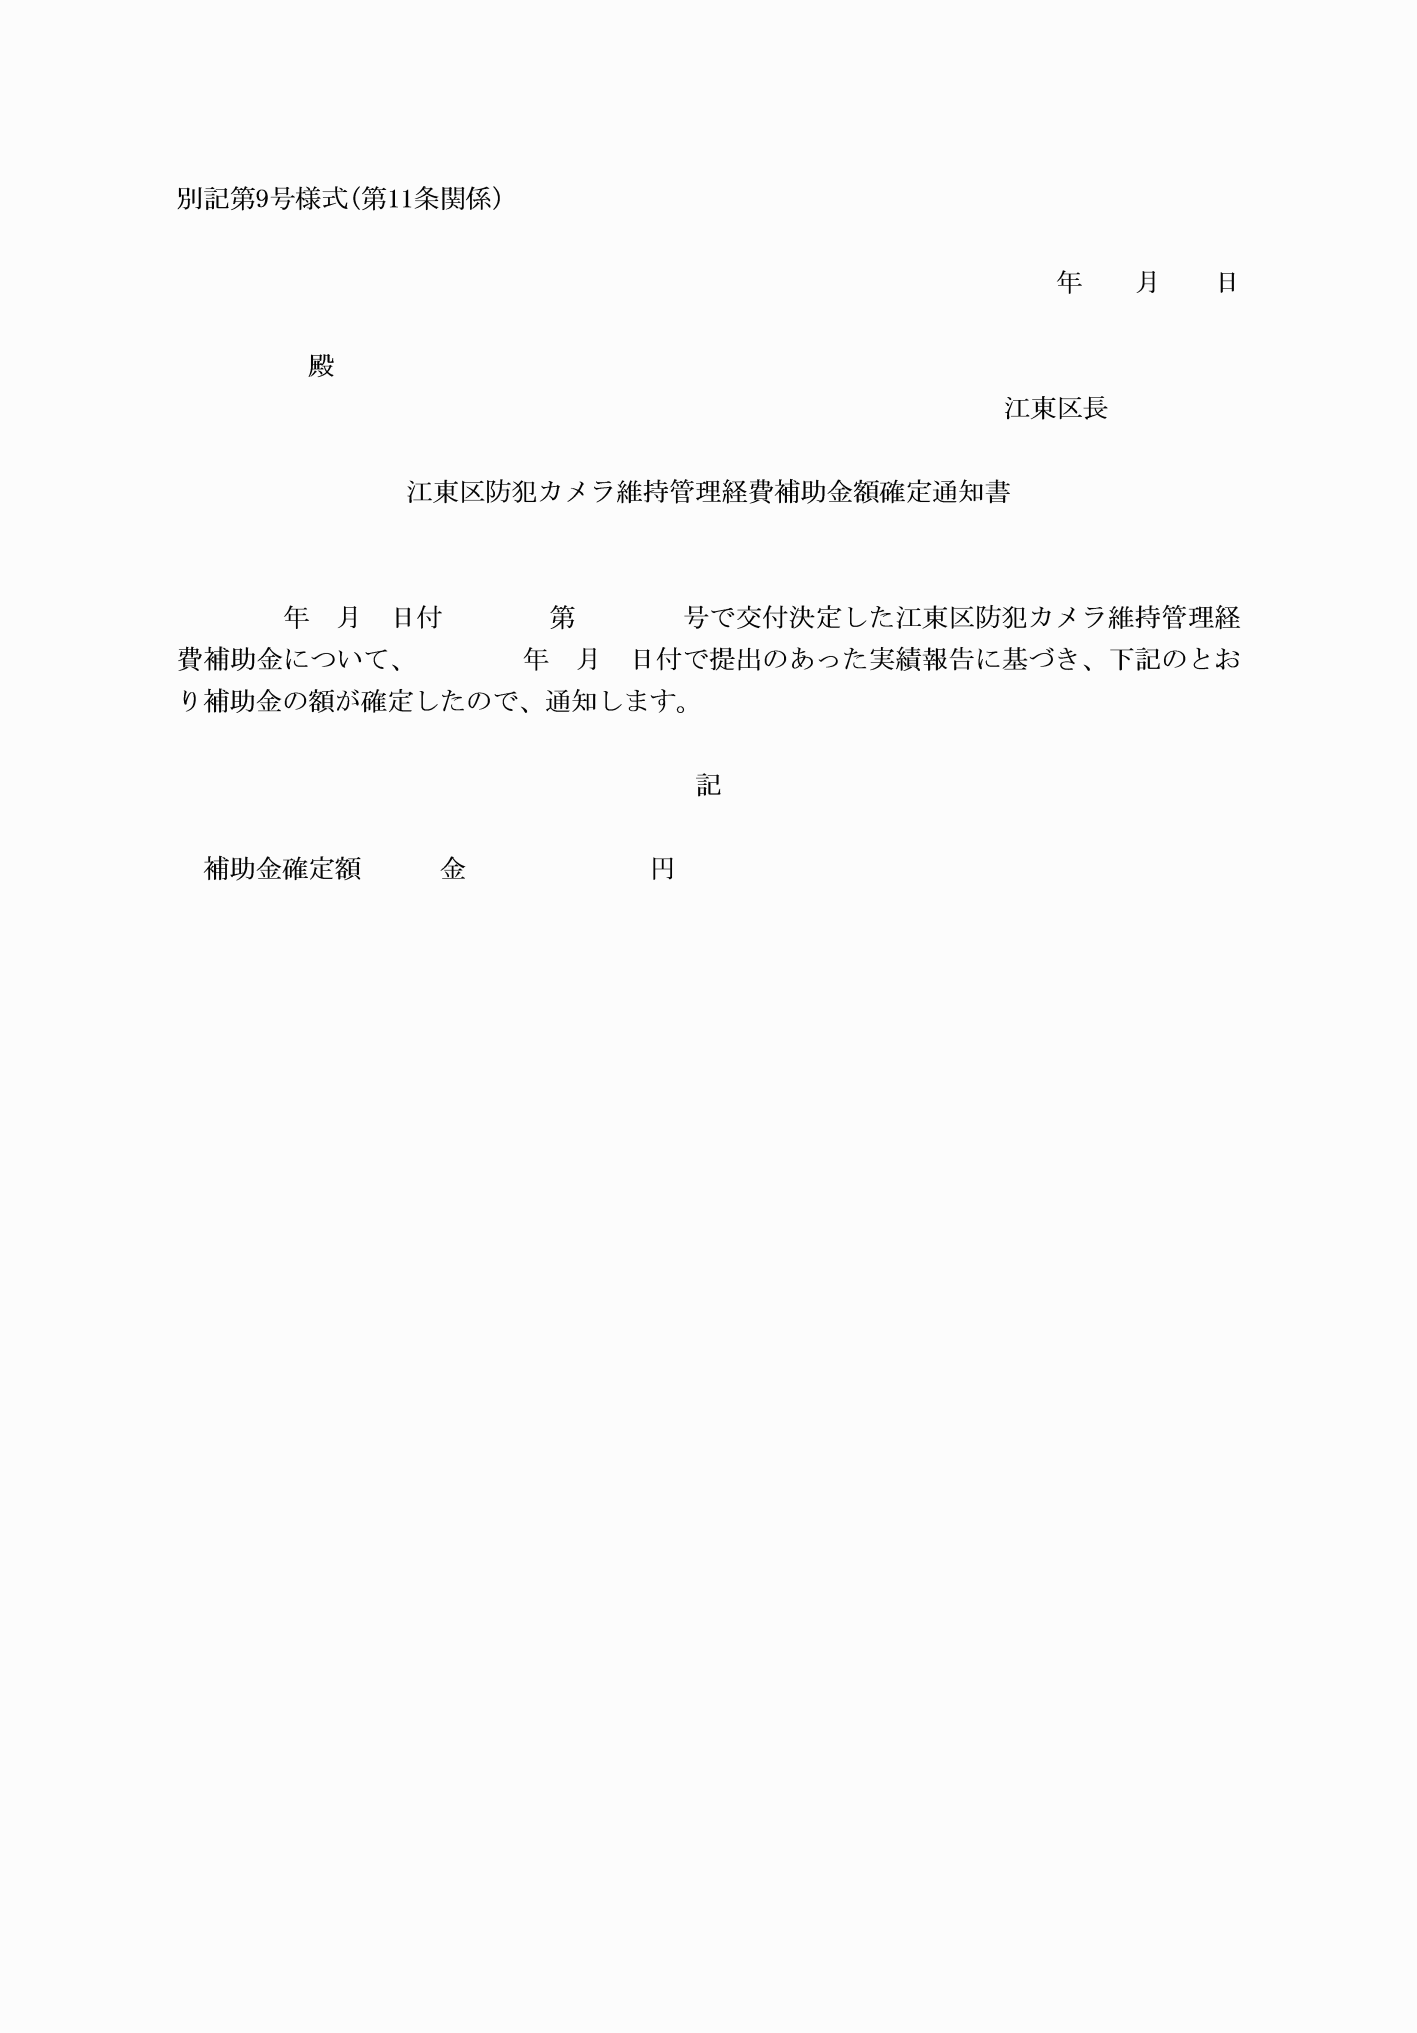 別記第9号様式（第11条関係）
年　　月　　日
殿
江東区長
江東区防犯カメラ維持管理経費補助金額確定通知書
年　月　日付　　　　第　　　　号で交付決定した江東区防犯カメラ維持管理経
費補助金について、　　　　年　月　日付で提出のあった実績報告に基づき、下記のとお
り補助金の額が確定したので、通知します。
記
補助金確定額　　　金　　　　　　　円